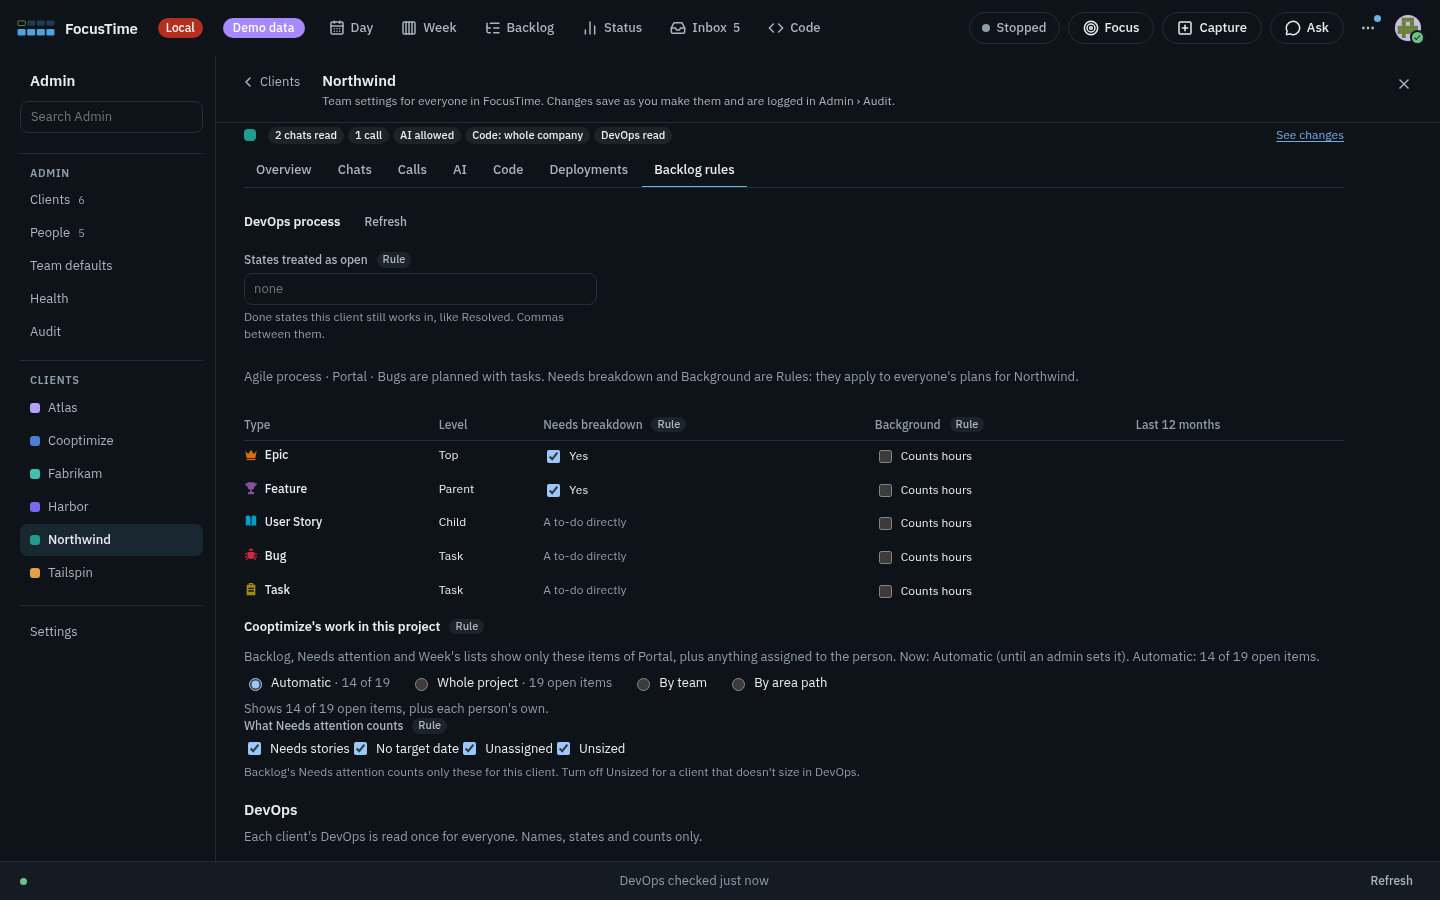 FocusTime
Local
Demo data
Day
Week
Backlog
Status
Inbox 5
Code
Stopped
Focus
Capture
Ask
Admin
Search Admin
ADMIN
Clients 6
People 5
Team defaults
Health
Audit
CLIENTS
Atlas
Cooptimize
Fabrikam
Harbor
Northwind
Tailspin
Settings
Clients
Northwind
Team settings for everyone in FocusTime. Changes save as you make them and are logged in Admin › Audit.
2 chats read
1 call
AI allowed
Code: whole company
DevOps read
See changes
Overview
Chats
Calls
AI
Code
Deployments
Backlog rules
DevOps process
Refresh
States treated as open Rule
none
Done states this client still works in, like Resolved. Commas
between them.
Agile process · Portal · Bugs are planned with tasks. Needs breakdown and Background are Rules: they apply to everyone's plans for Northwind.
Type Level Needs breakdown Rule Background Rule Last 12 months
Epic Top Yes Counts hours
Feature Parent Yes Counts hours
User Story Child A to-do directly Counts hours
Bug Task A to-do directly Counts hours
Task Task A to-do directly Counts hours
Cooptimize's work in this project Rule
Backlog, Needs attention and Week's lists show only these items of Portal, plus anything assigned to the person. Now: Automatic (until an admin sets it). Automatic: 14 of 19 open items.
Automatic · 14 of 19 Whole project · 19 open items By team By area path
Shows 14 of 19 open items, plus each person's own.
What Needs attention counts Rule
Needs stories No target date Unassigned Unsized
Backlog's Needs attention counts only these for this client. Turn off Unsized for a client that doesn't size in DevOps.
DevOps
Each client's DevOps is read once for everyone. Names, states and counts only.
DevOps checked just now
Refresh